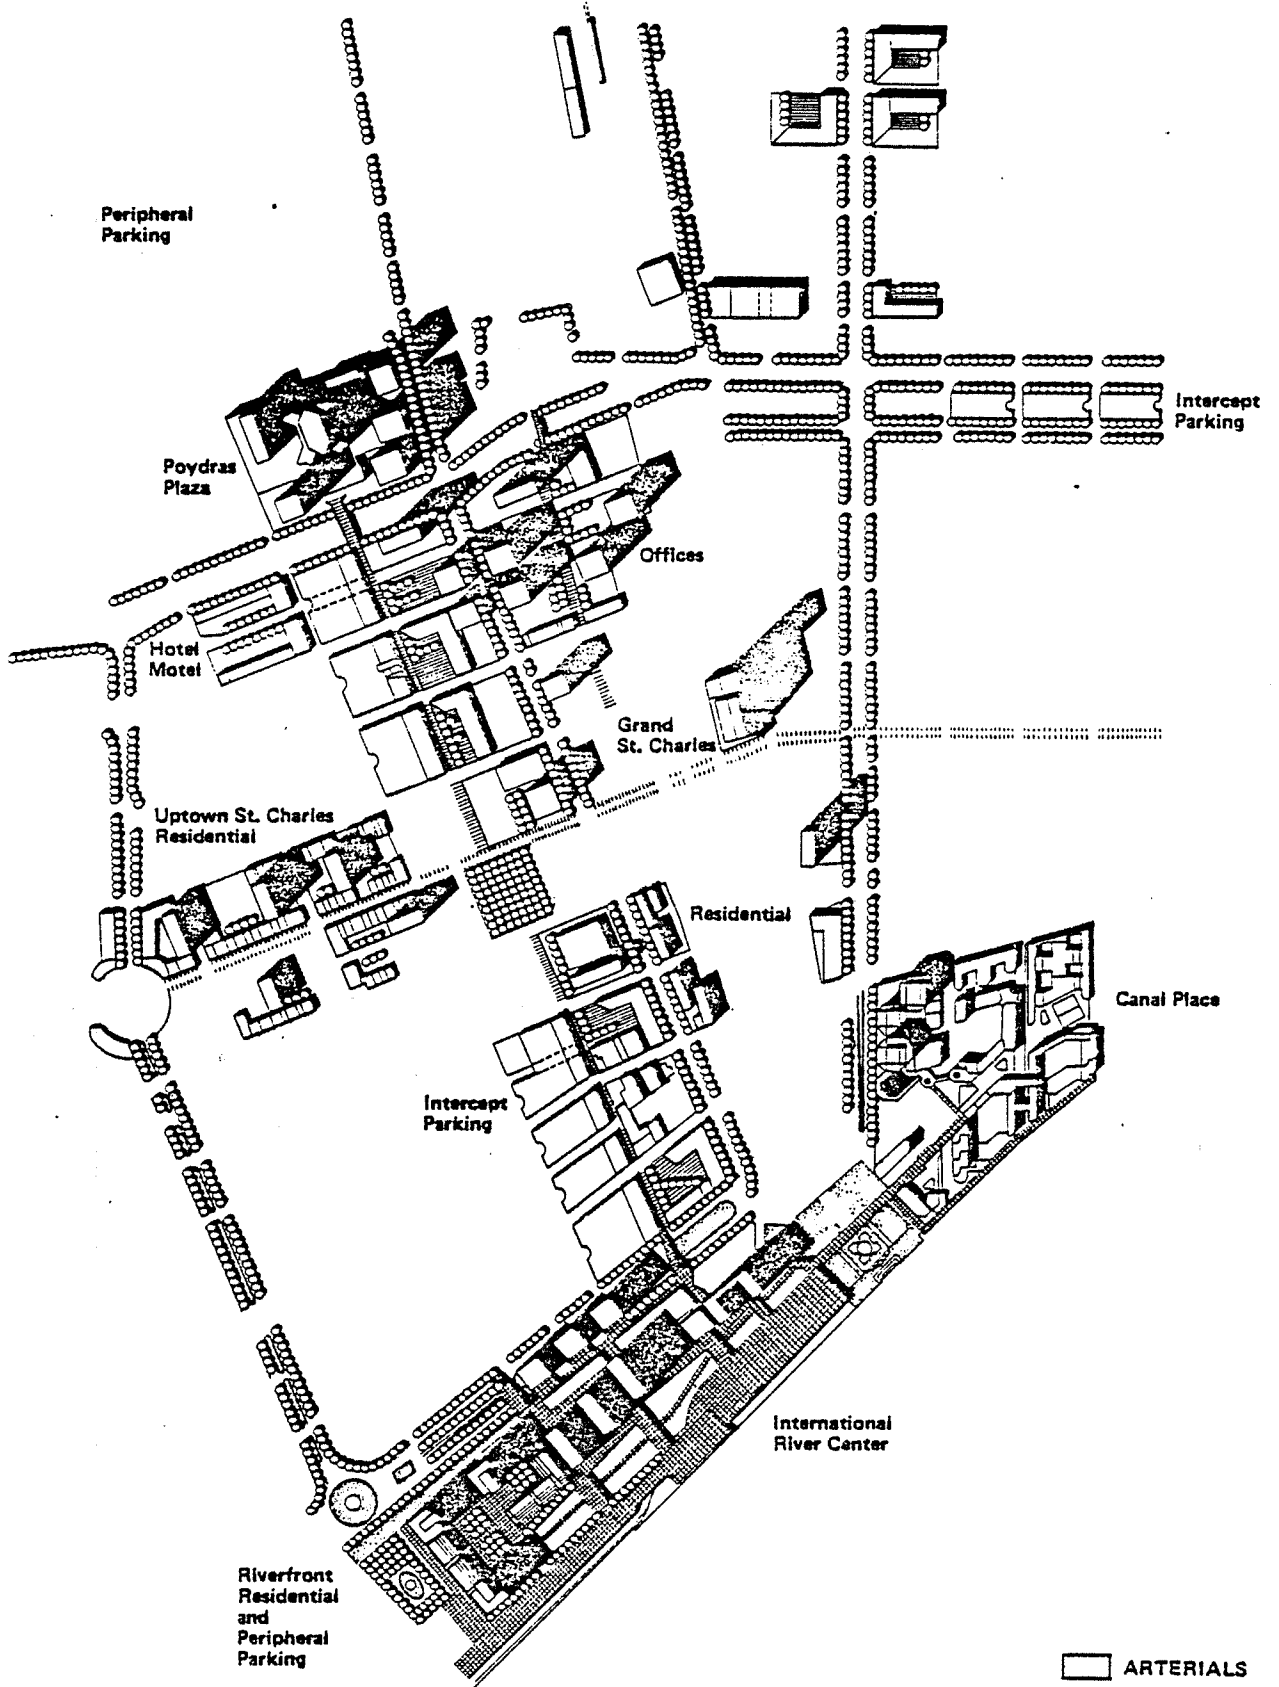 Peripheral
Parking
Intercept
Parking
Poydras
Plaza
Offices
Hotel
Motel
Grand
St. Charles
Uptown St. Charles
Residential
Residential
Canal Place
Intercept
Parking
International
River Center
Riverfront
Residential
and
Peripheral
Parking
ARTERIALS